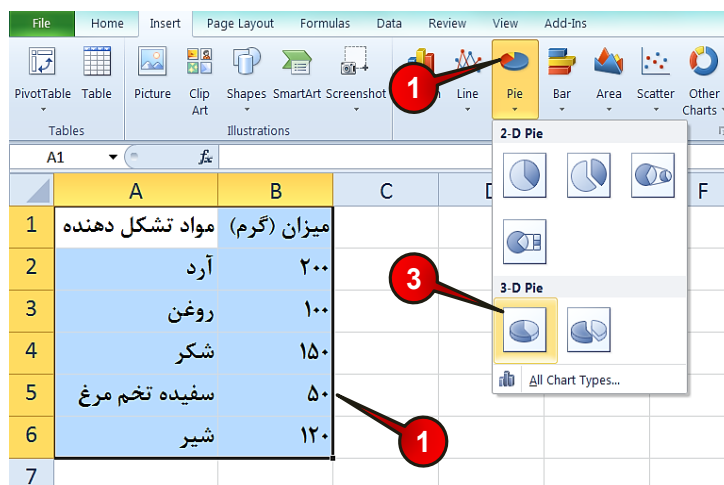 File Home Insert Page Layout Formulas Data Review View Add-Ins
PivotTable Table Picture Clip Art Shapes SmartArt Screenshot Line Pie Bar Area Scatter Other Charts
Tables Illustrations
1
A1 fx
2-D Pie
A B C F
1 مواد تشکل دهنده میزان (گرم)
2 آرد ۲۰۰
3 روغن ۱۰۰
4 شکر ۱۵۰
5 سفیده تخم مرغ ۵۰
6 شیر ۱۲۰
7
3
3-D Pie
All Chart Types...
1